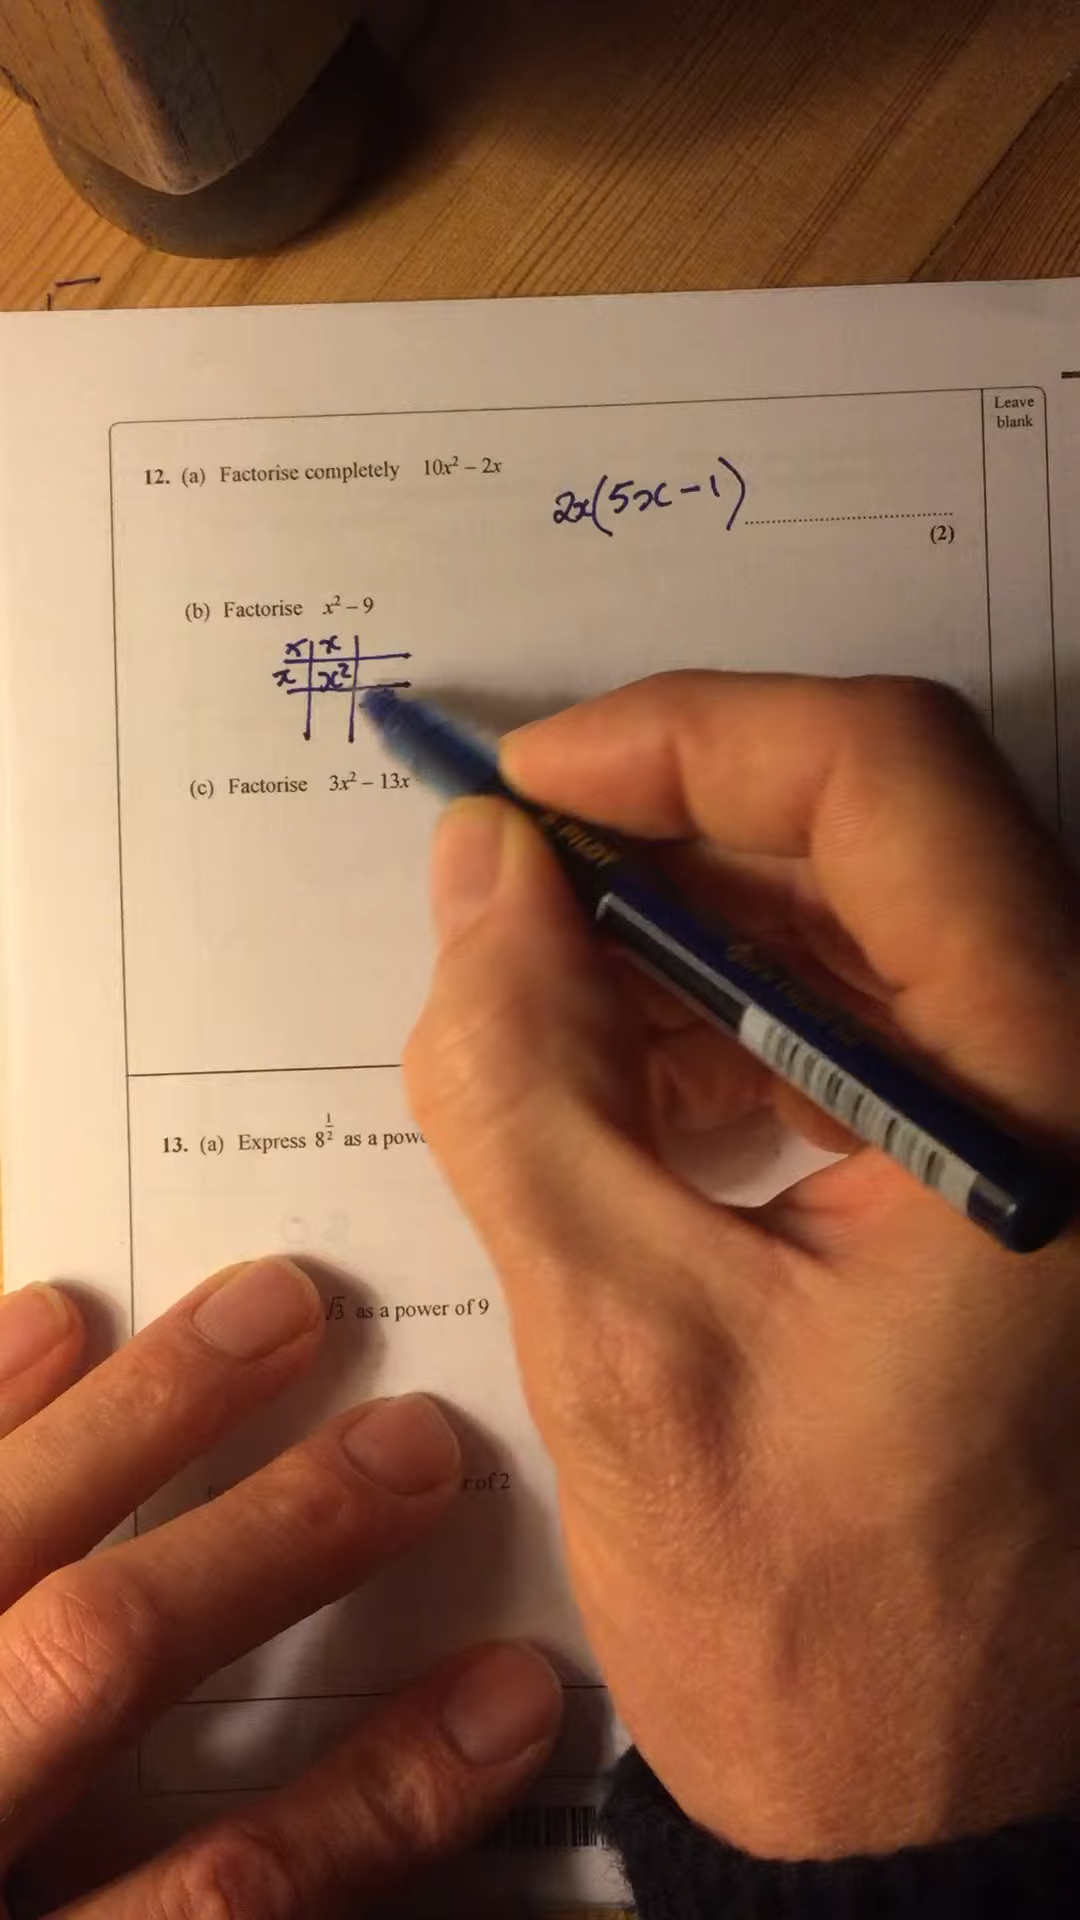 Leave
blank
12. (a) Factorise completely 10x² – 2x
2x(5x-1)
(2)
(b) Factorise x² – 9
x x
x x²
(c) Factorise 3x² – 13x
PILOT
13. (a) Express 8^{1/2} as a
√3 as a power of 9
of 2